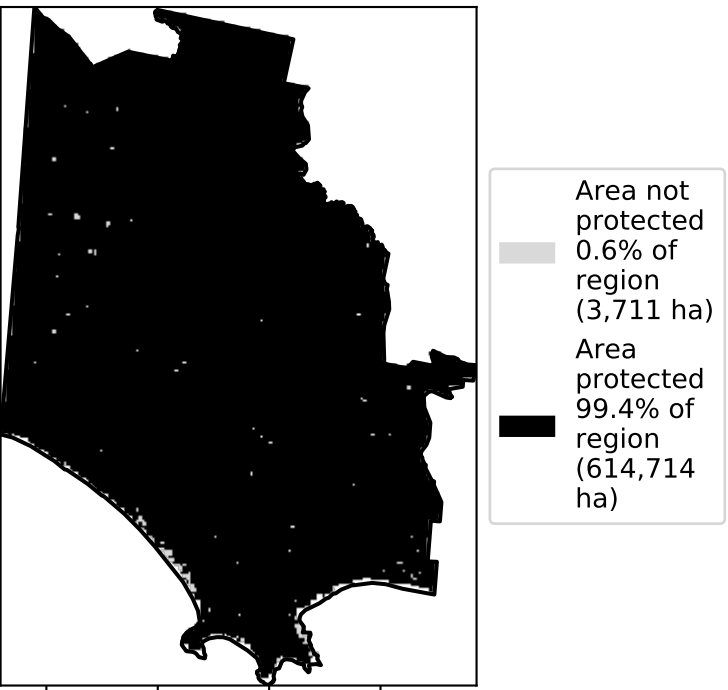 Area not
protected
0.6% of
region
(3,711 ha)
Area
protected
99.4% of
region
(614,714
ha)